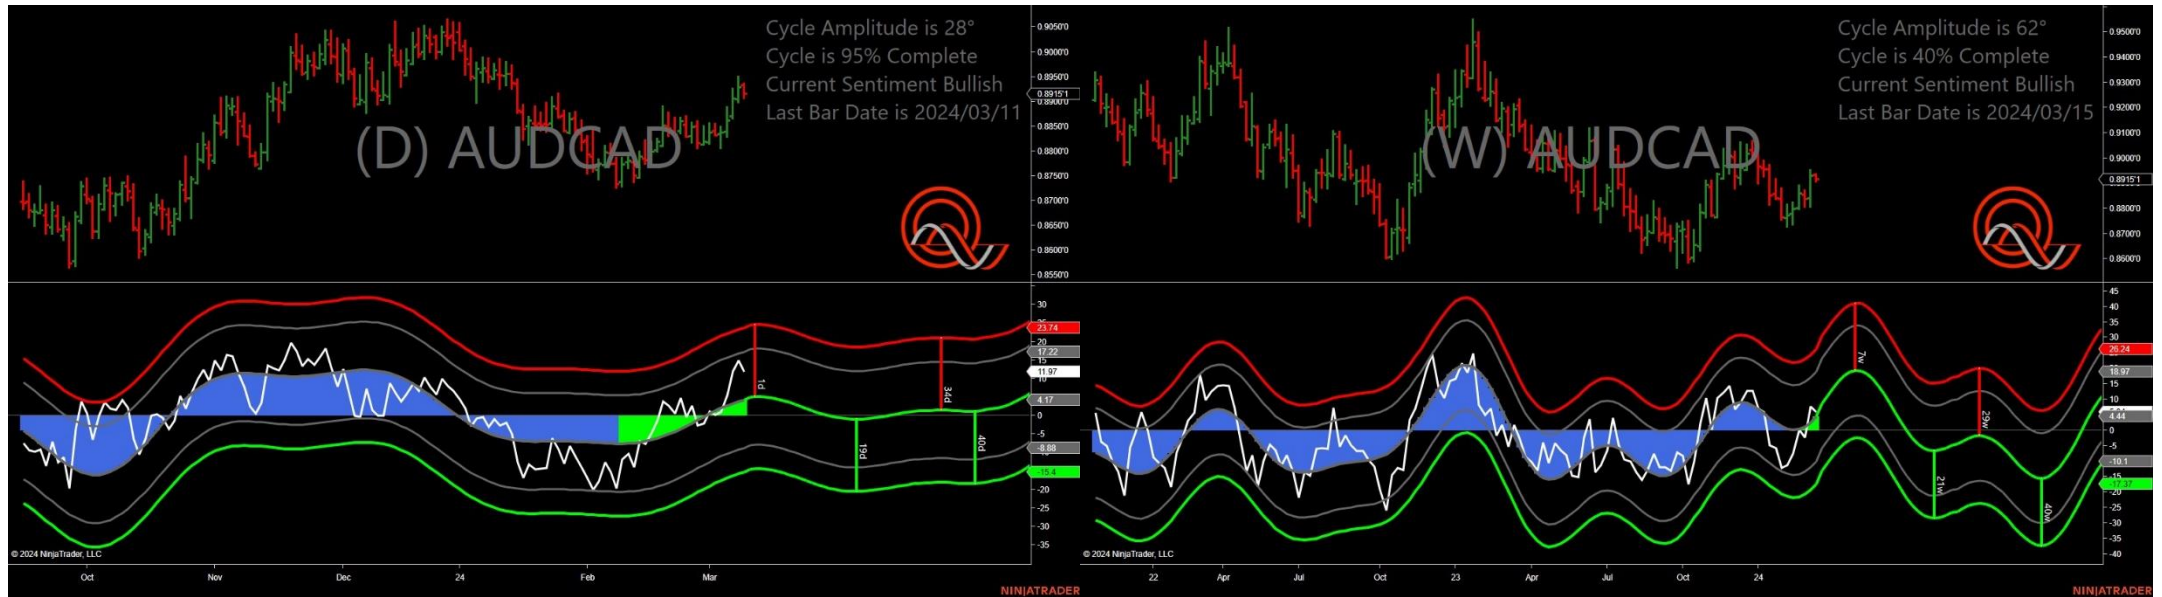 Cycle Amplitude is 28°
Cycle is 95% Complete
Current Sentiment Bullish
Last Bar Date is 2024/03/11
(D) AUDCAD
0.9050'0
0.9000'0
0.8950'0
0.8915'1
0.8900'0
0.8850'0
0.8800'0
0.8750'0
0.8700'0
0.8650'0
0.8600'0
0.8550'0
30
23.74
20
17.22
15
11.97
10
4.17
0
-5
-8.88
-15.4
-20
-25
-30
-35
1d
34d
19d
40d
© 2024 NinjaTrader, LLC
Oct Nov Dec 24 Feb Mar
NINJATRADER
Cycle Amplitude is 62°
Cycle is 40% Complete
Current Sentiment Bullish
Last Bar Date is 2024/03/15
(W) AUDCAD
0.9500'0
0.9400'0
0.9300'0
0.9200'0
0.9100'0
0.9000'0
0.8915'1
0.8800'0
0.8700'0
0.8600'0
45
40
35
30
26.24
18.97
15
10
4.44
0
-5
-10.1
-15
-17.37
-20
-25
-30
-35
-40
7w
29w
21w
40w
© 2024 NinjaTrader, LLC
22 Apr Jul Oct 23 Apr Jul Oct 24
NINJATRADER